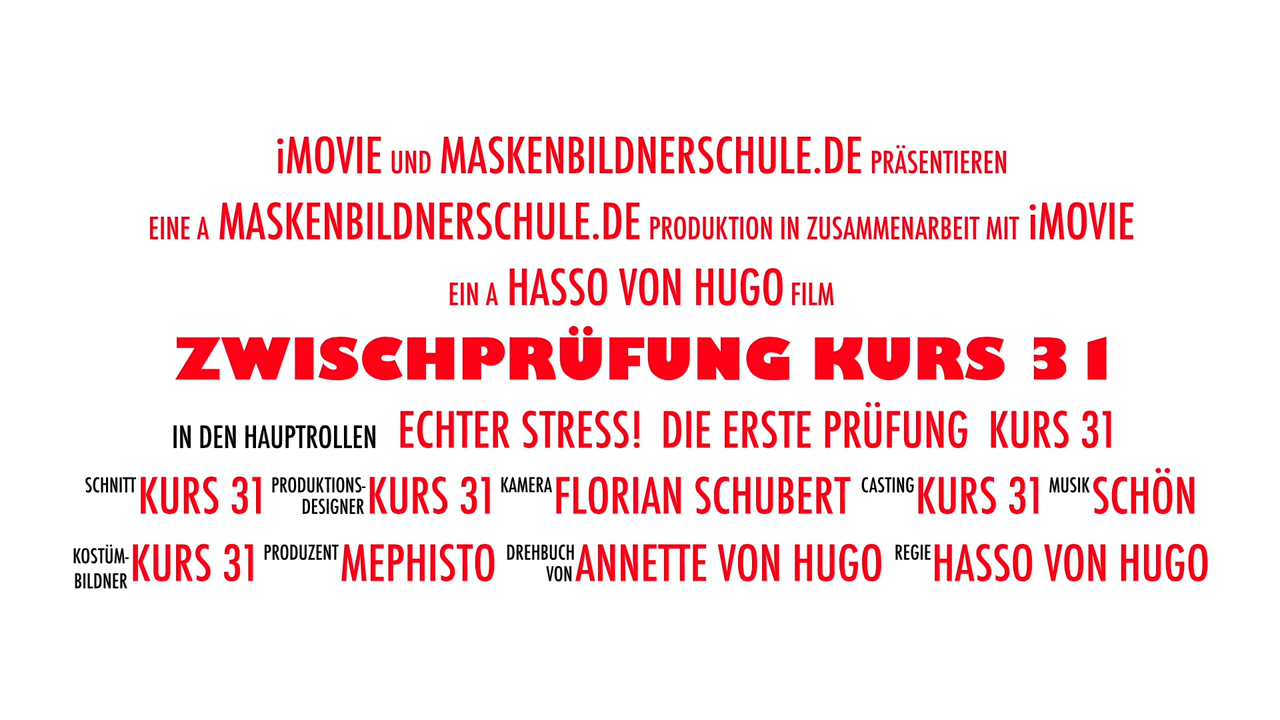 iMOVIE UND MASKENBILDNERSCHULE.DE PRÄSENTIEREN
EINE A MASKENBILDNERSCHULE.DE PRODUKTION IN ZUSAMMENARBEIT MIT iMOVIE
EIN A HASSO VON HUGO FILM
ZWISCHPRÜFUNG KURS 31
IN DEN HAUPTROLLEN ECHTER STRESS! DIE ERSTE PRÜFUNG KURS 31
SCHNITT KURS 31 PRODUKTIONS-DESIGNER KURS 31 KAMERA FLORIAN SCHUBERT CASTING KURS 31 MUSIK SCHÖN
KOSTÜM-BILDNER KURS 31 PRODUZENT MEPHISTO DREHBUCH VON ANNETTE VON HUGO REGIE HASSO VON HUGO